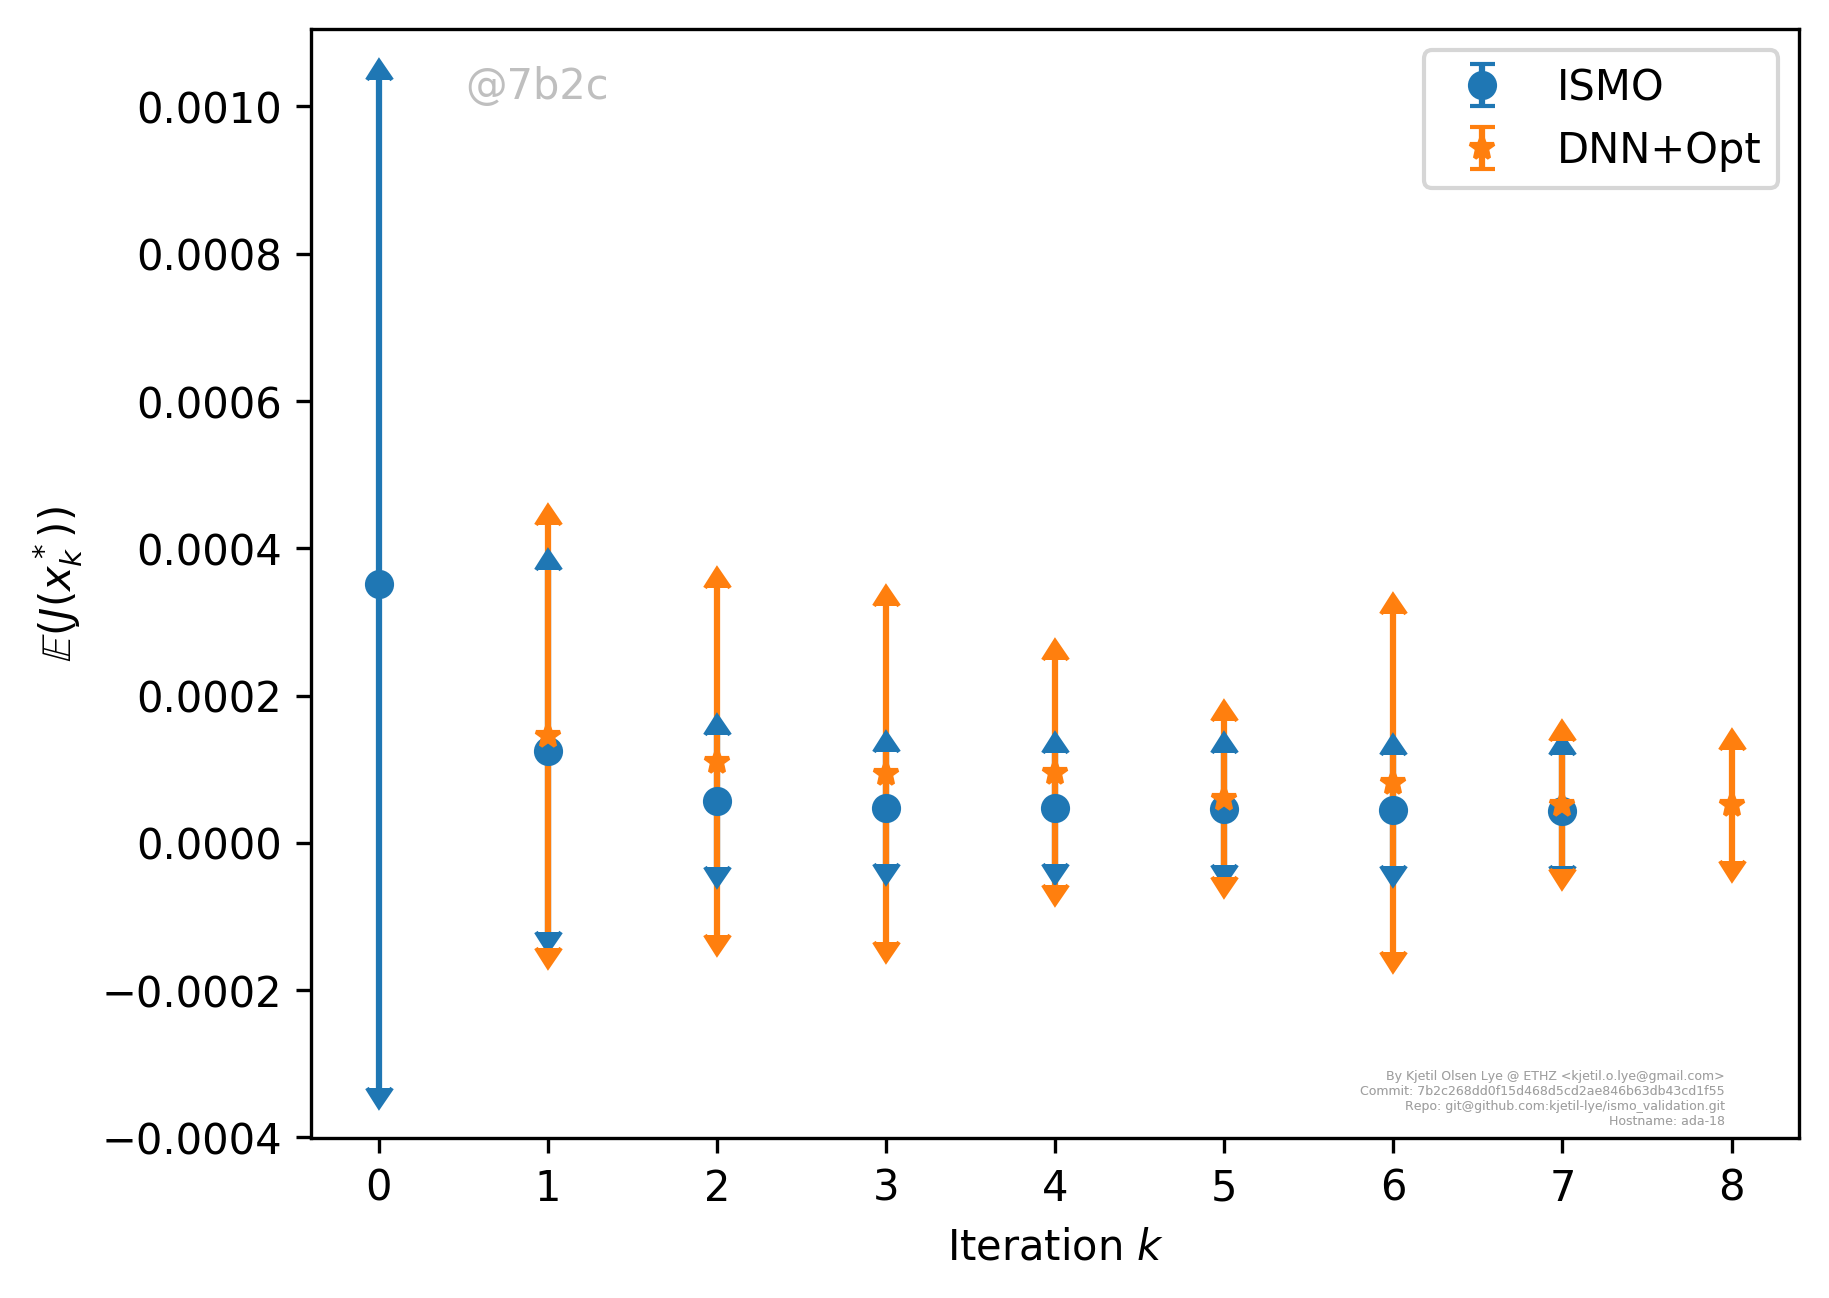 @7b2c
ISMO
DNN+Opt
0.0010
0.0008
0.0006
0.0004
0.0002
0.0000
−0.0002
−0.0004
𝔼(J(x*k))
0 1 2 3 4 5 6 7 8
Iteration k
By Kjetil Olsen Lye @ ETHZ <kjetil.o.lye@gmail.com>
Commit: 7b2c268dd0f15d468d5cd2ae846b63db43cd1f55
Repo: git@github.com:kjetil-lye/ismo_validation.git
Hostname: ada-18